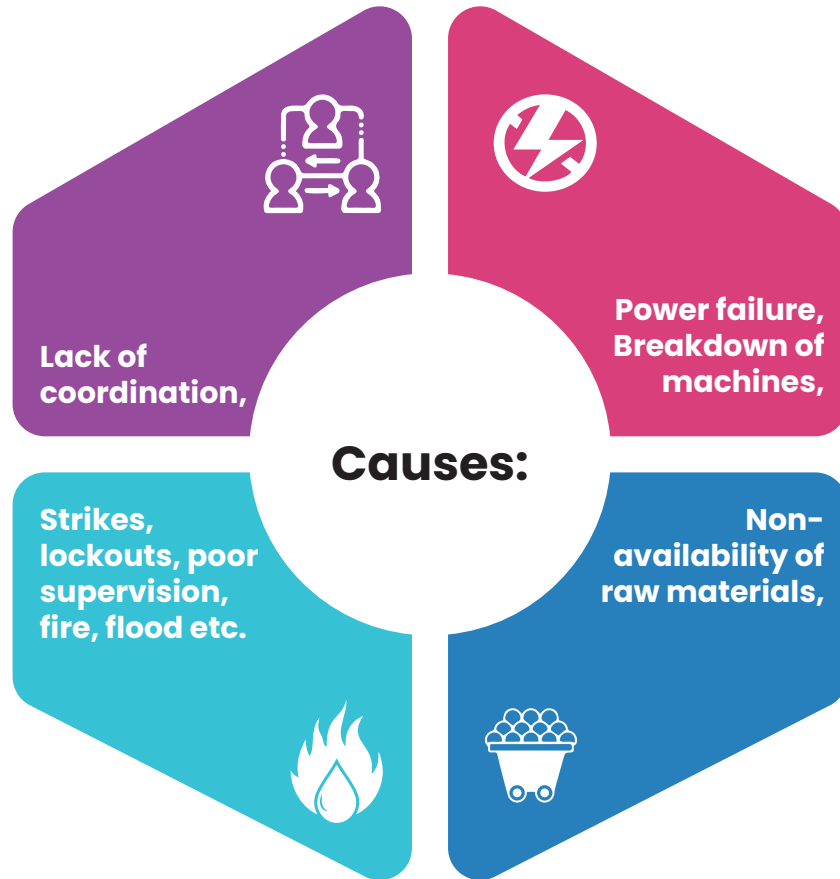 Lack of
coordination,
Power failure,
Breakdown of
machines,
Causes:
Strikes,
lockouts, poor
supervision,
fire, flood etc.
Non-
availability of
raw materials,